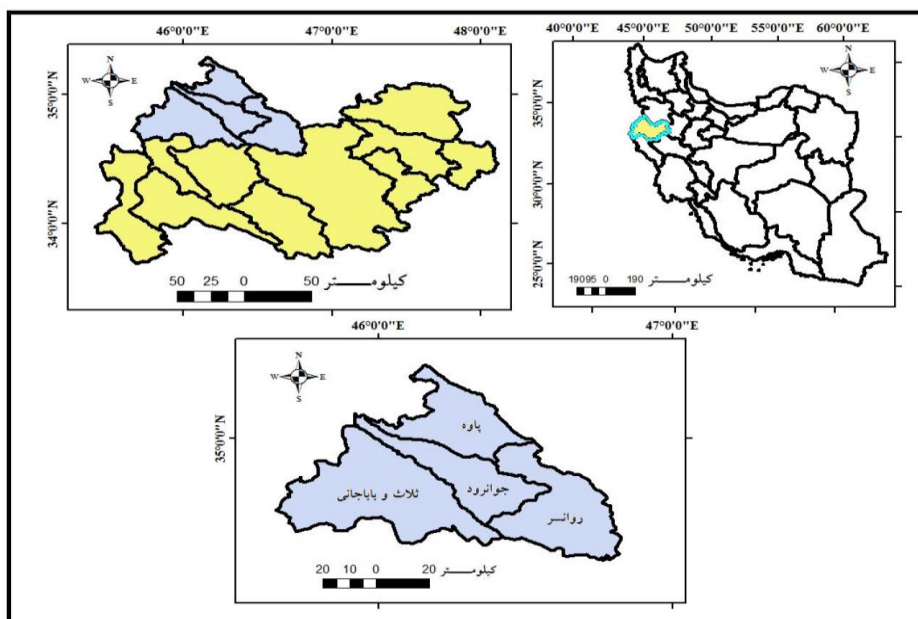 46°0'0"E 47°0'0"E 48°0'0"E
35°0'0"N
34°0'0"N
N
W E
S
50 25 0 50 کیلومتر
40°0'0"E 45°0'0"E 50°0'0"E 55°0'0"E 60°0'0"E
35°0'0"N
30°0'0"N
25°0'0"N
N
W E
S
19095 0 190 کیلومتر
46°0'0"E 47°0'0"E
35°0'0"N
N
W E
S
پاوه
جوانرود
ثلاث و باباجانی
روانسر
20 10 0 20 کیلومتر